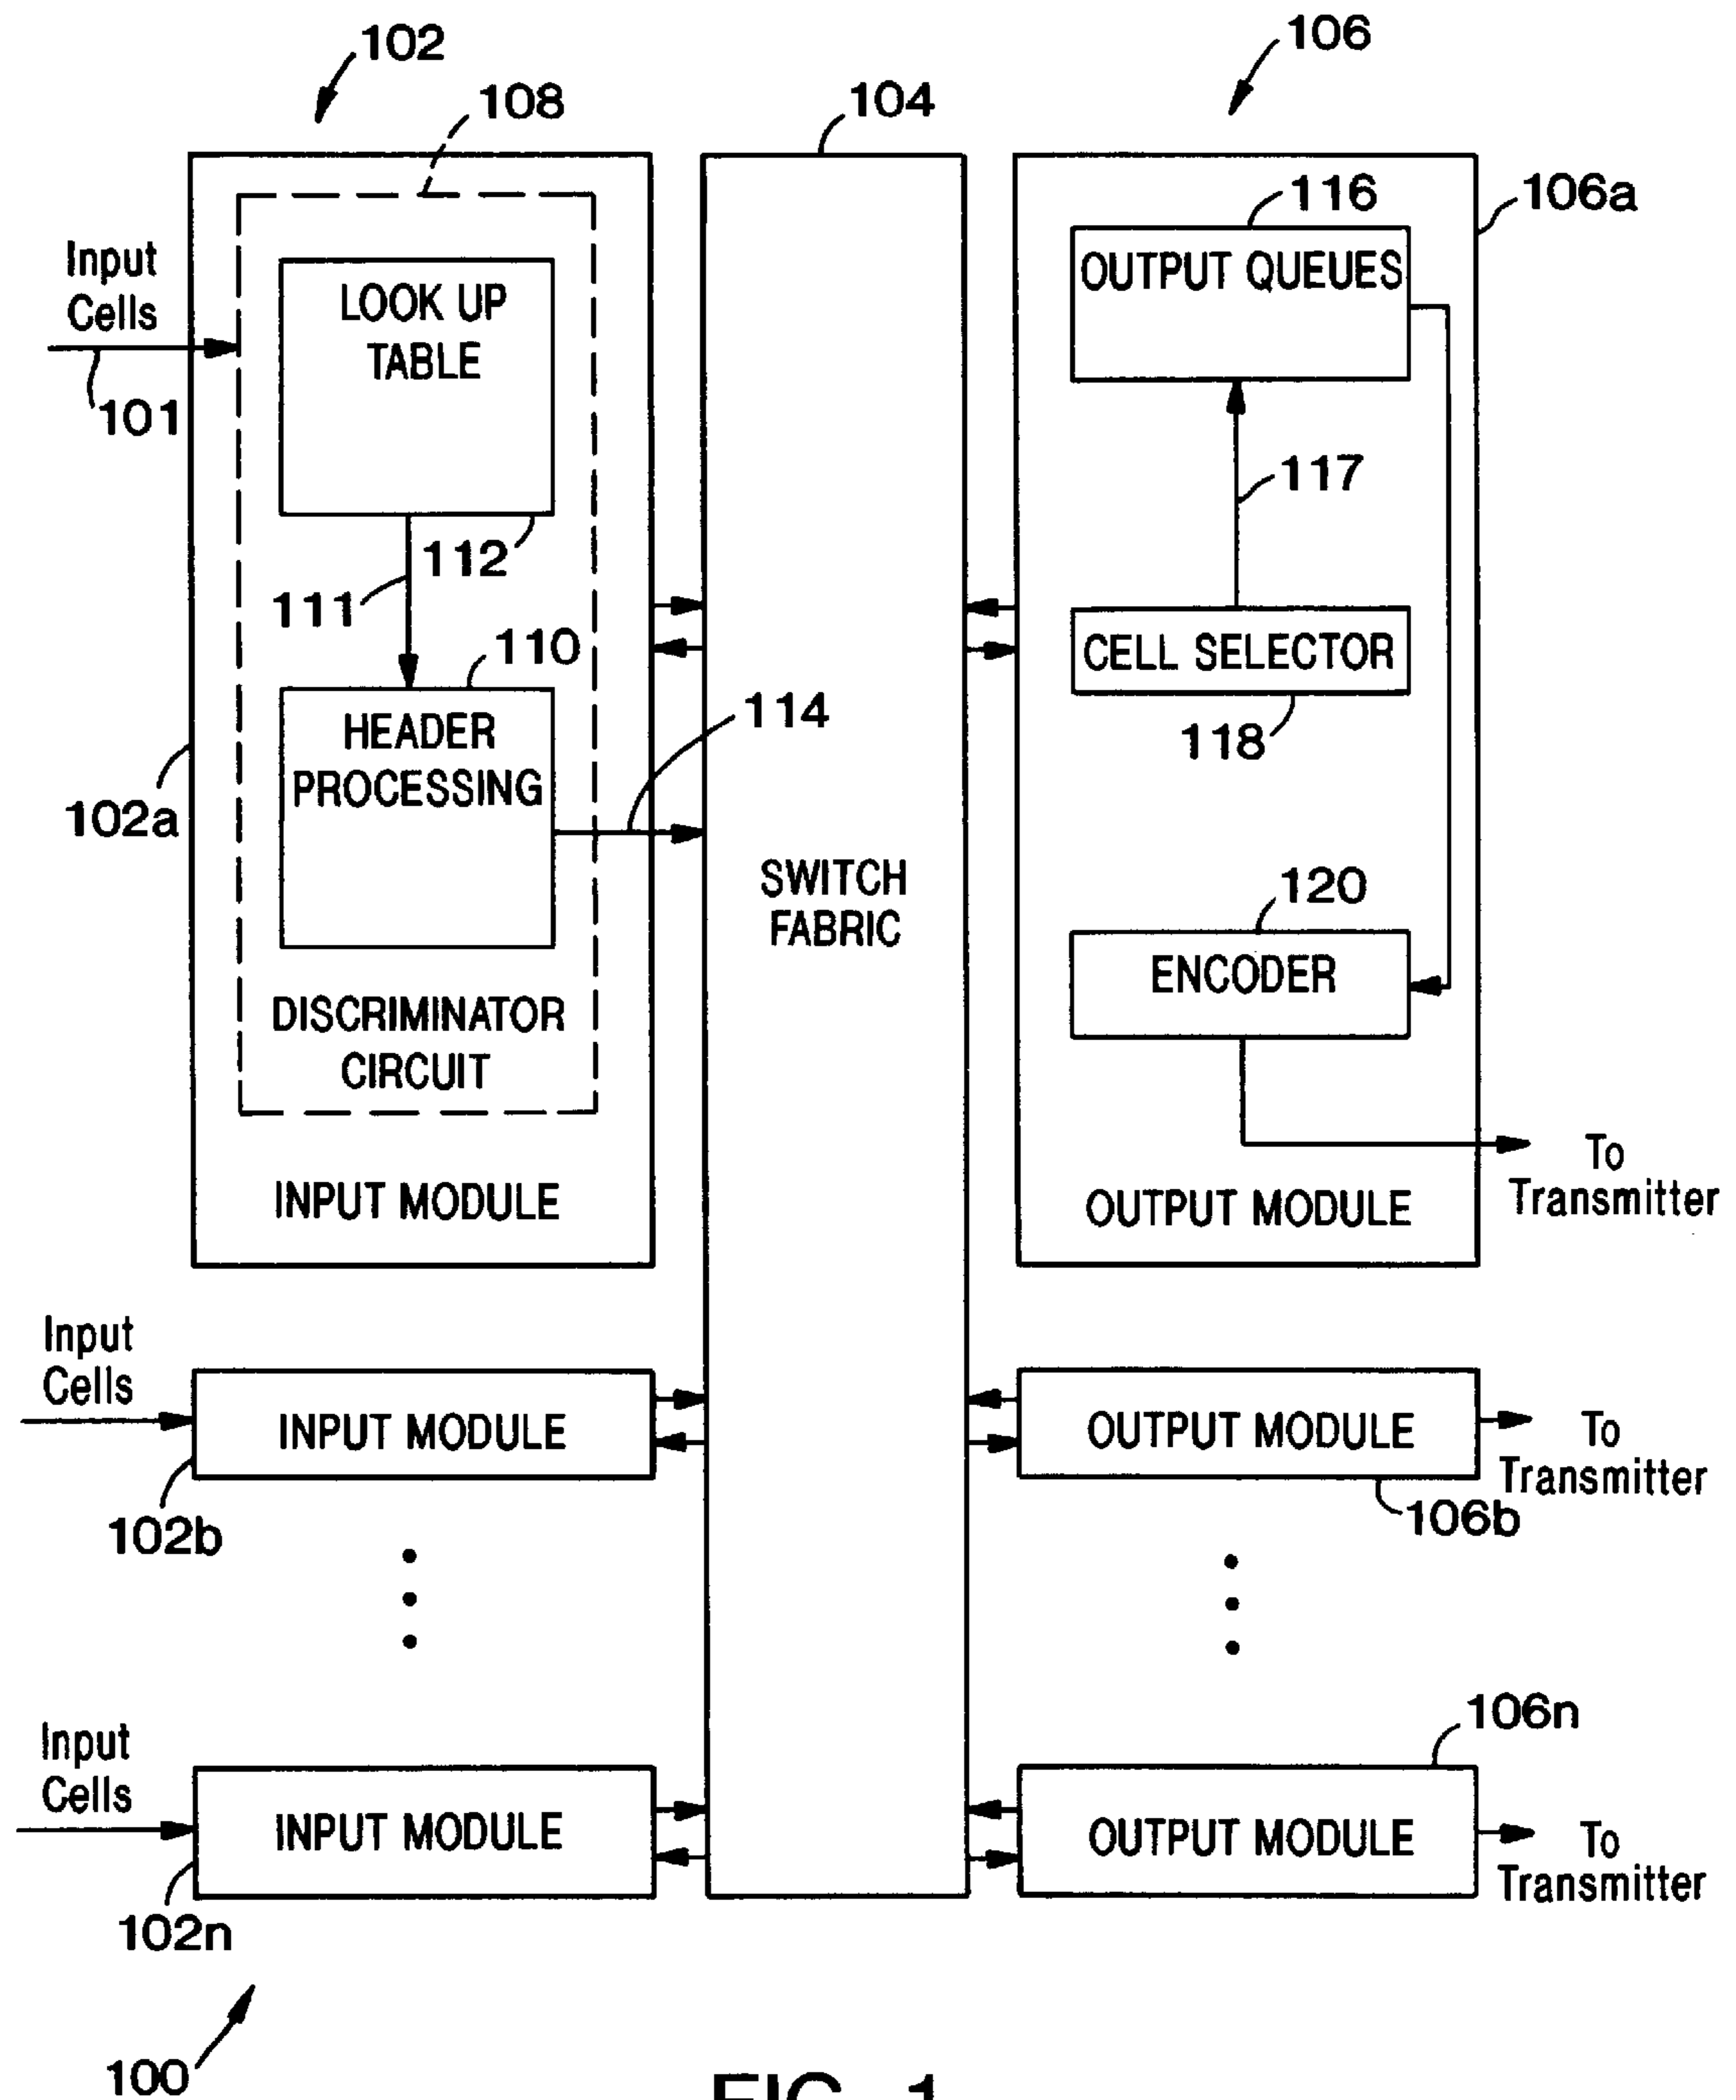 102
106
108
104
116
106a
Input
Cells
LOOK UP
TABLE
OUTPUT QUEUES
101
117
112
111
110
CELL SELECTOR
114
HEADER
PROCESSING
118
102a
SWITCH
FABRIC
120
ENCODER
DISCRIMINATOR
CIRCUIT
To
Transmitter
INPUT MODULE
OUTPUT MODULE
Input
Cells
INPUT MODULE
OUTPUT MODULE
To
Transmitter
102b
106b
106n
Input
Cells
INPUT MODULE
OUTPUT MODULE
To
Transmitter
102n
100
FIG. 1